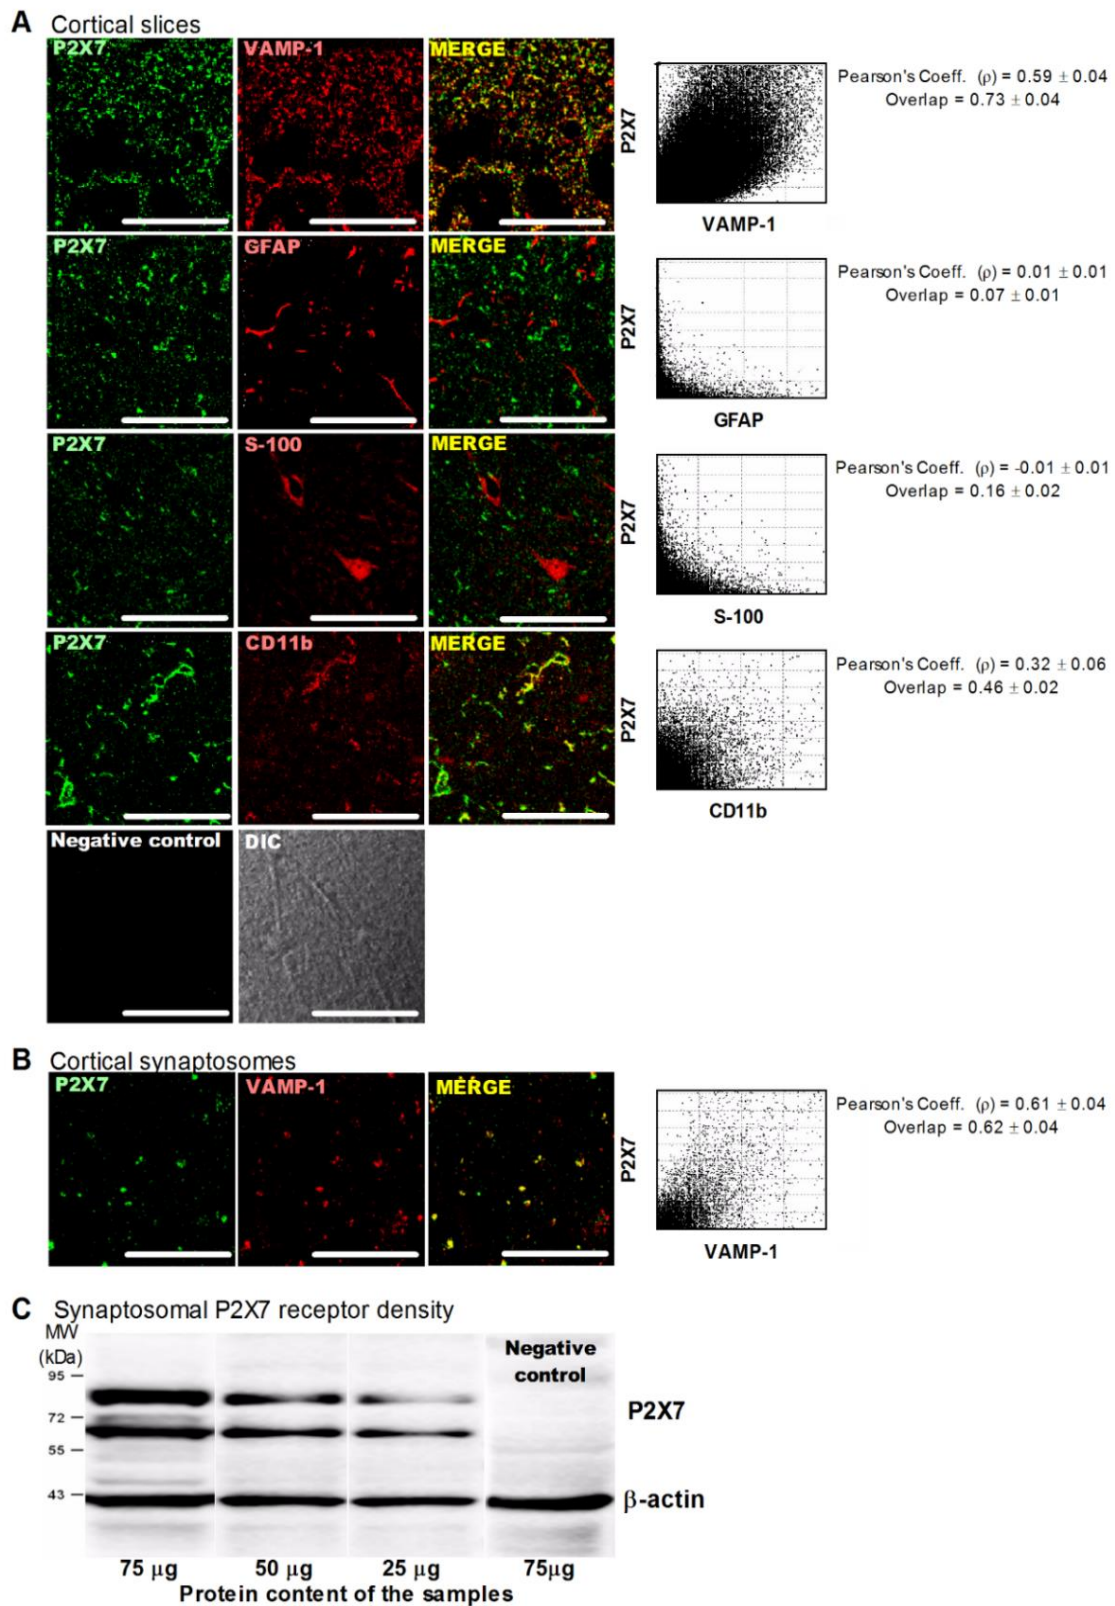 A Cortical slices
P2X7 VAMP-1 MERGE
P2X7
VAMP-1
Pearson's Coeff. (ρ) = 0.59 ± 0.04
Overlap = 0.73 ± 0.04
P2X7 GFAP MERGE
P2X7
GFAP
Pearson's Coeff. (ρ) = 0.01 ± 0.01
Overlap = 0.07 ± 0.01
P2X7 S-100 MERGE
P2X7
S-100
Pearson's Coeff. (ρ) = -0.01 ± 0.01
Overlap = 0.16 ± 0.02
P2X7 CD11b MERGE
P2X7
CD11b
Pearson's Coeff. (ρ) = 0.32 ± 0.06
Overlap = 0.46 ± 0.02
Negative control DIC
B Cortical synaptosomes
P2X7 VAMP-1 MERGE
P2X7
VAMP-1
Pearson's Coeff. (ρ) = 0.61 ± 0.04
Overlap = 0.62 ± 0.04
C Synaptosomal P2X7 receptor density
MW
(kDa)
95
72
55
43
Negative
control
P2X7
β-actin
75 μg 50 μg 25 μg 75μg
Protein content of the samples